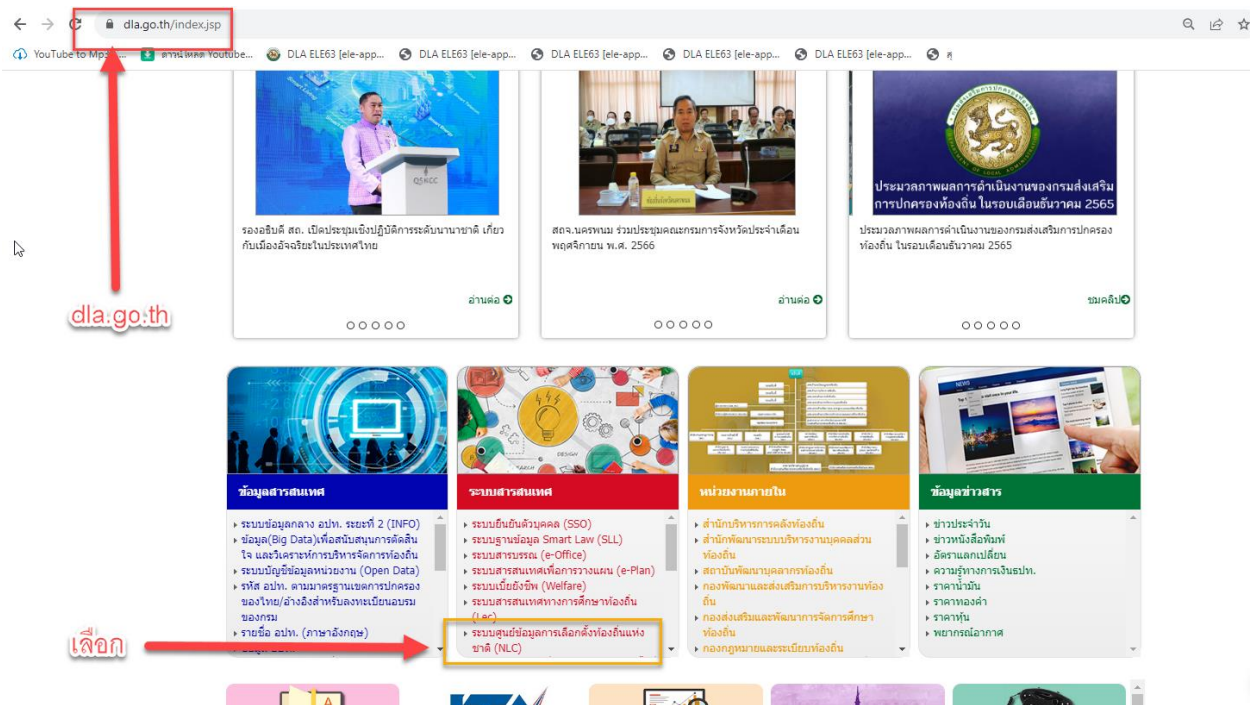 dla.go.th/index.jsp
YouTube to Mp3
ดาวน์โหลด Youtube...
DLA ELE63 [ele-app...
DLA ELE63 [ele-app...
DLA ELE63 [ele-app...
DLA ELE63 [ele-app...
DLA ELE63 [ele-app...
QSNCC
ประมวลภาพผลการดำเนินงานของกรมส่งเสริม
การปกครองท้องถิ่น ในรอบเดือนธันวาคม 2565
รองอธิบดี สถ. เปิดประชุมเชิงปฏิบัติการระดับนานาชาติ เกี่ยว
กับเมืองอัจฉริยะในประเทศไทย
อ่านต่อ
สถจ.นครพนม ร่วมประชุมคณะกรมการจังหวัดประจำเดือน
พฤศจิกายน พ.ศ. 2566
อ่านต่อ
ประมวลภาพผลการดำเนินงานของกรมส่งเสริมการปกครอง
ท้องถิ่น ในรอบเดือนธันวาคม 2565
ชมคลิป
dla.go.th
ข้อมูลสารสนเทศ
ระบบข้อมูลกลาง อปท. ระยะที่ 2 (INFO)
ข้อมูล(Big Data)เพื่อสนับสนุนการตัดสิน
ใจ และวิเคราะห์การบริหารจัดการท้องถิ่น
ระบบบัญชีข้อมูลหน่วยงาน (Open Data)
รหัส อปท. ตามมาตรฐานเขตการปกครอง
ของไทย/อ้างอิงสำหรับลงทะเบียนอบรม
ของกรม
รายชื่อ อปท. (ภาษาอังกฤษ)
DESIGN
ระบบสารสนเทศ
ระบบยืนยันตัวบุคคล (SSO)
ระบบฐานข้อมูล Smart Law (SLL)
ระบบสารบรรณ (e-Office)
ระบบสารสนเทศเพื่อการวางแผน (e-Plan)
ระบบเบี้ยยังชีพ (Welfare)
ระบบสารสนเทศทางการศึกษาท้องถิ่น
(Lec)
ระบบศูนย์ข้อมูลการเลือกตั้งท้องถิ่นแห่ง
ชาติ (NLC)
หน่วยงานภายใน
สำนักบริหารการคลังท้องถิ่น
สำนักพัฒนาระบบบริหารงานบุคคลส่วน
ท้องถิ่น
สถาบันพัฒนาบุคลากรท้องถิ่น
กองพัฒนาและส่งเสริมการบริหารงานท้อง
ถิ่น
กองส่งเสริมและพัฒนาการจัดการศึกษา
ท้องถิ่น
กองกฎหมายและระเบียบท้องถิ่น
NEWS
ข้อมูลข่าวสาร
ข่าวประจำวัน
ข่าวหนังสือพิมพ์
อัตราแลกเปลี่ยน
ความรู้ทางการเงินธปท.
ราคาน้ำมัน
ราคาทองคำ
ราคาหุ้น
พยากรณ์อากาศ
เลือก